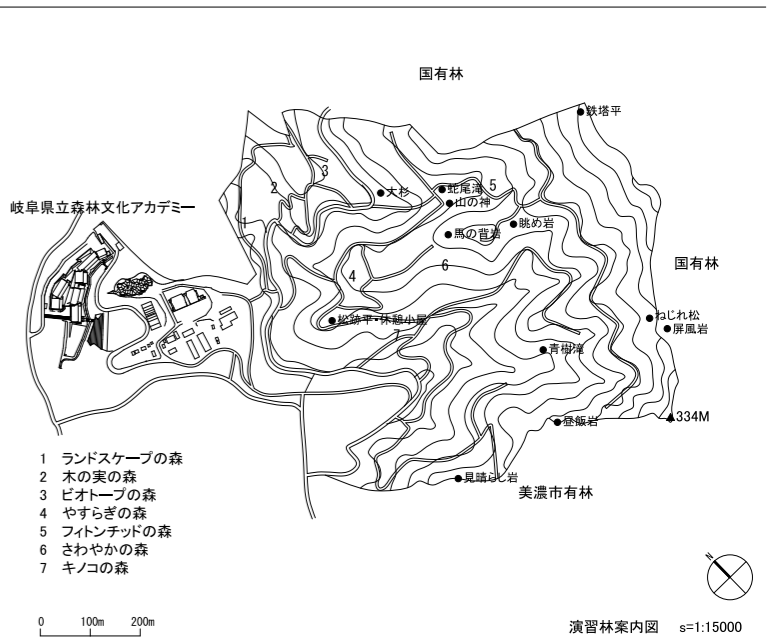 国有林
鉄塔平
3
5
2
大杉
蛇尾滝
山の神
岐阜県立森林文化アカデミー
1
眺め岩
馬の背岩
国有林
6
4
ねじれ松
松跡平・休憩小屋
屏風岩
7
青樹滝
334M
昼飯岩
見晴らし岩
美濃市有林
1 ランドスケープの森
2 木の実の森
3 ビオトープの森
4 やすらぎの森
5 フィトンチッドの森
6 さわやかの森
7 キノコの森
N
0 100m 200m
演習林案内図 s=1:15000